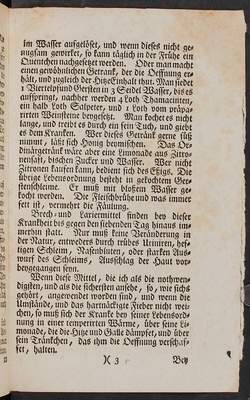 im Wasser aufgelöset, und wenn dieses nicht ge-
nugsam gewirket, so kann täglich in der Frühe ein
Quentchen nachgesetzt werden. Oder man macht
einen gewöhnlichen Getrank, der die Oeffnung er-
hält, und zugleich der Hitze Einhalt thut. Man siedet
1 Viertelpfund Gersten in 3 Seidel Wasser, bis es
aufspringt, nachher werden 4 Loth Thamarinten,
ein halb Loth Salpeter, und 1 Loth vom präpa-
rirten Weinsteine dergesetzt. Man kochet es nicht
lange, und treibt es durch ein fein Tuch, und giebt
es dem Kranken. Wer dieses Getränk gerne süß
nimmt, läßt sich Honig beymischen. Das Or-
dinärgetränk wäre aber eine Limonade aus Zitro-
nensaft, bischen Zucker und Wasser. Wer nicht
Zitronen kaufen kann, bedient sich des Eßigs. Die
übrige Lebensordnung besteht in gekochtem Ger-
stenschleime. Er muß mit bloßem Wasser ge-
kocht werden. Die Fleischbrühe und was immer
fett ist, vermehrt die Fäulung.
Brech- und Lariermittel finden bey dieser
Krankheit bis gegen den siebenden Tag hinaus im-
merhin statt. Nur muß keine Veränderung in
der Natur, entweders durch trübes Uriniren, hef-
tigen Schleim, Nasenbluten, oder starken Aus-
wurf des Schleims, Ausschlag der Haut vor-
beygegangen seyn.
Wenn diese Mittel, die ich als die nothwen-
digsten, und als die sichersten ansehe, so, wie sichs
gehört, angewendet worden sind, und wenn die
Umstände, und das hartnäckigte Fieber nicht wei-
chen, so muß sich der Kranke bey seiner Lebensord-
nung in einer temperirten Wärme, über seine Li-
monade, die die Hitze und Galle dämpfet, und über
sein Tränkchen, das ihm die Oeffnung verschaf-
fet, halten.
X 3
Bey